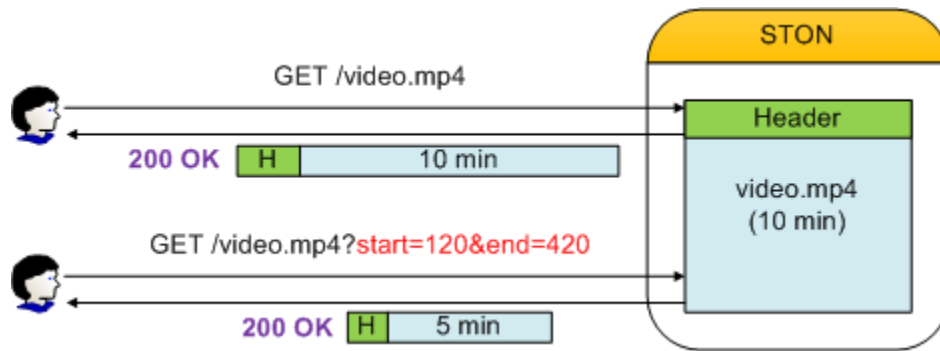 STON
GET /video.mp4
Header
200 OK H 10 min
video.mp4
(10 min)
GET /video.mp4?start=120&end=420
200 OK H 5 min